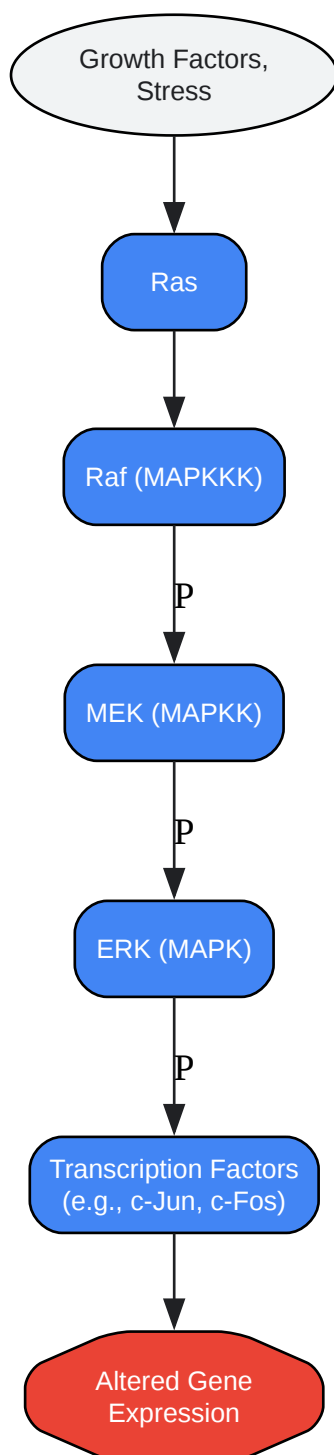 Growth Factors,
Stress
Ras
Raf (MAPKKK)
P
MEK (MAPKK)
P
ERK (MAPK)
P
Transcription Factors
(e.g., c-Jun, c-Fos)
Altered Gene
Expression